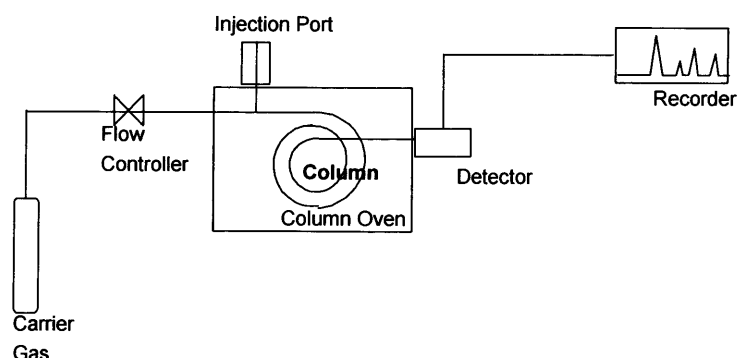 Injection Port
Recorder
Flow
Controller
Column
Detector
Column Oven
Carrier
Gas